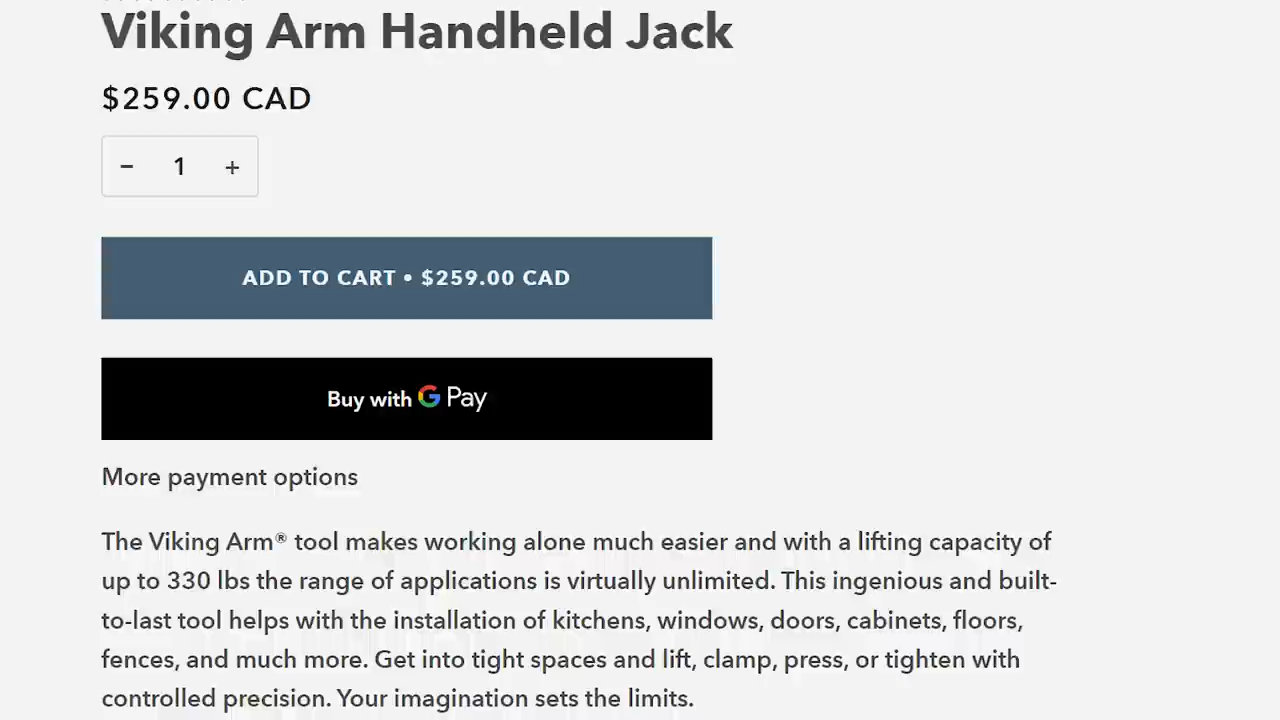 Viking Arm Handheld Jack
$259.00 CAD
− 1 +
ADD TO CART • $259.00 CAD
Buy with G Pay
More payment options
The Viking Arm® tool makes working alone much easier and with a lifting capacity of
up to 330 lbs the range of applications is virtually unlimited. This ingenious and built-
to-last tool helps with the installation of kitchens, windows, doors, cabinets, floors,
fences, and much more. Get into tight spaces and lift, clamp, press, or tighten with
controlled precision. Your imagination sets the limits.